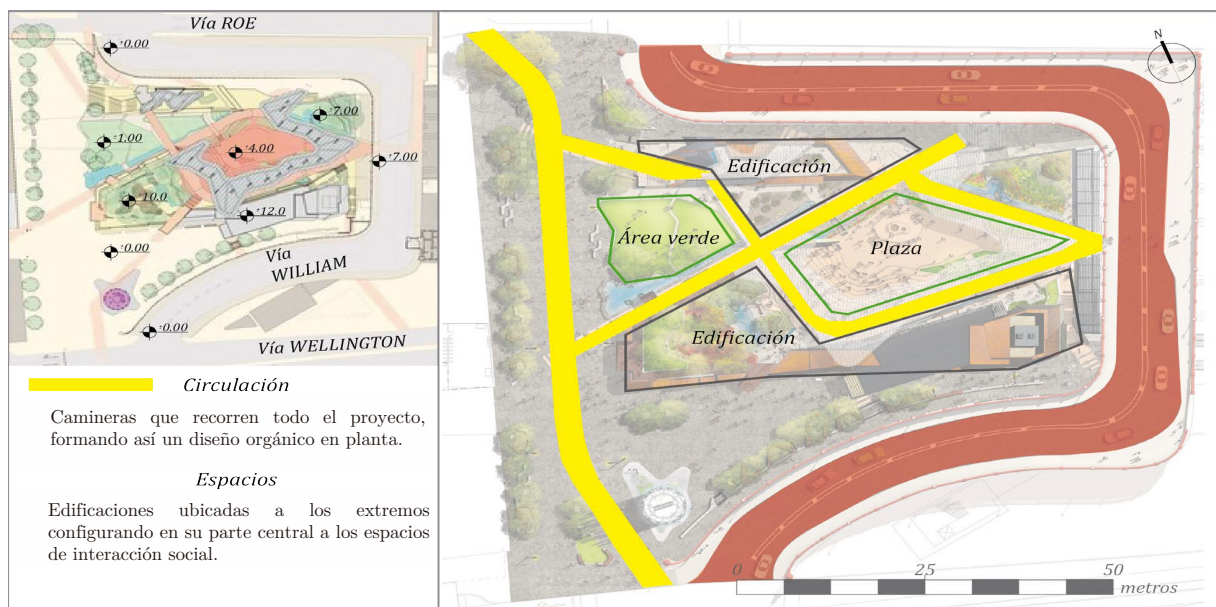 Vía ROE
+0.00
+7.00
+1.00
+4.00
+7.00
+10.0
+12.0
+0.00
Vía
WILLIAM
+0.00
Vía WELLINGTON
Circulación
Camineras que recorren todo el proyecto,
formando así un diseño orgánico en planta.
Espacios
Edificaciones ubicadas a los extremos
configurando en su parte central a los espacios
de interacción social.
N
Edificación
Área verde
Plaza
Edificación
0 25 50
metros